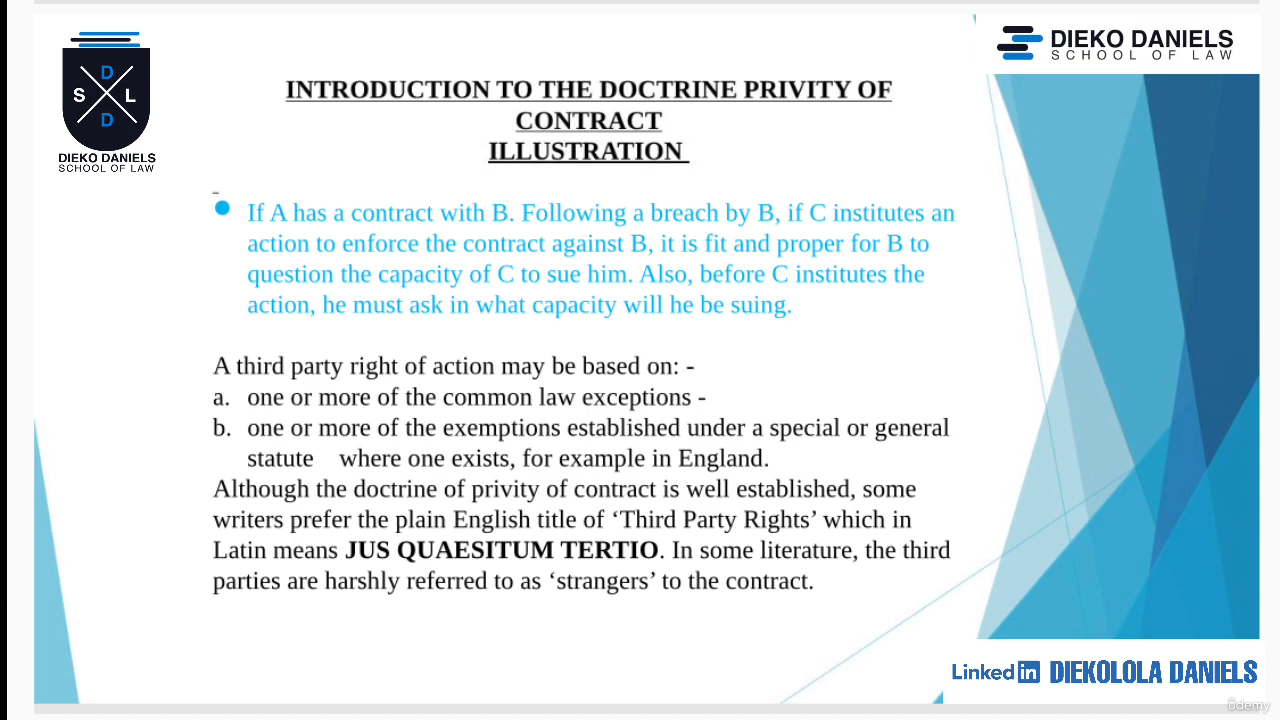 D
S L
D
DIEKO DANIELS
SCHOOL OF LAW
DIEKO DANIELS
SCHOOL OF LAW
INTRODUCTION TO THE DOCTRINE PRIVITY OF
CONTRACT
ILLUSTRATION
If A has a contract with B. Following a breach by B, if C institutes an
action to enforce the contract against B, it is fit and proper for B to
question the capacity of C to sue him. Also, before C institutes the
action, he must ask in what capacity will he be suing.
A third party right of action may be based on: -
a. one or more of the common law exceptions -
b. one or more of the exemptions established under a special or general
statute where one exists, for example in England.
Although the doctrine of privity of contract is well established, some
writers prefer the plain English title of ‘Third Party Rights’ which in
Latin means JUS QUAESITUM TERTIO. In some literature, the third
parties are harshly referred to as ‘strangers’ to the contract.
Linked in DIEKOLOLA DANIELS
ûdemy